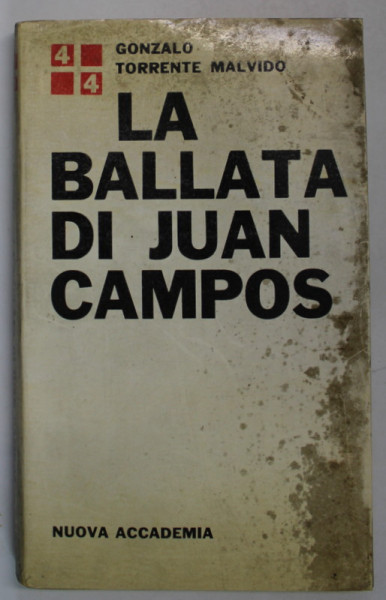 4
4
GONZALO
TORRENTE MALVIDO
LA
BALLATA
DI JUAN
CAMPOS
NUOVA ACCADEMIA